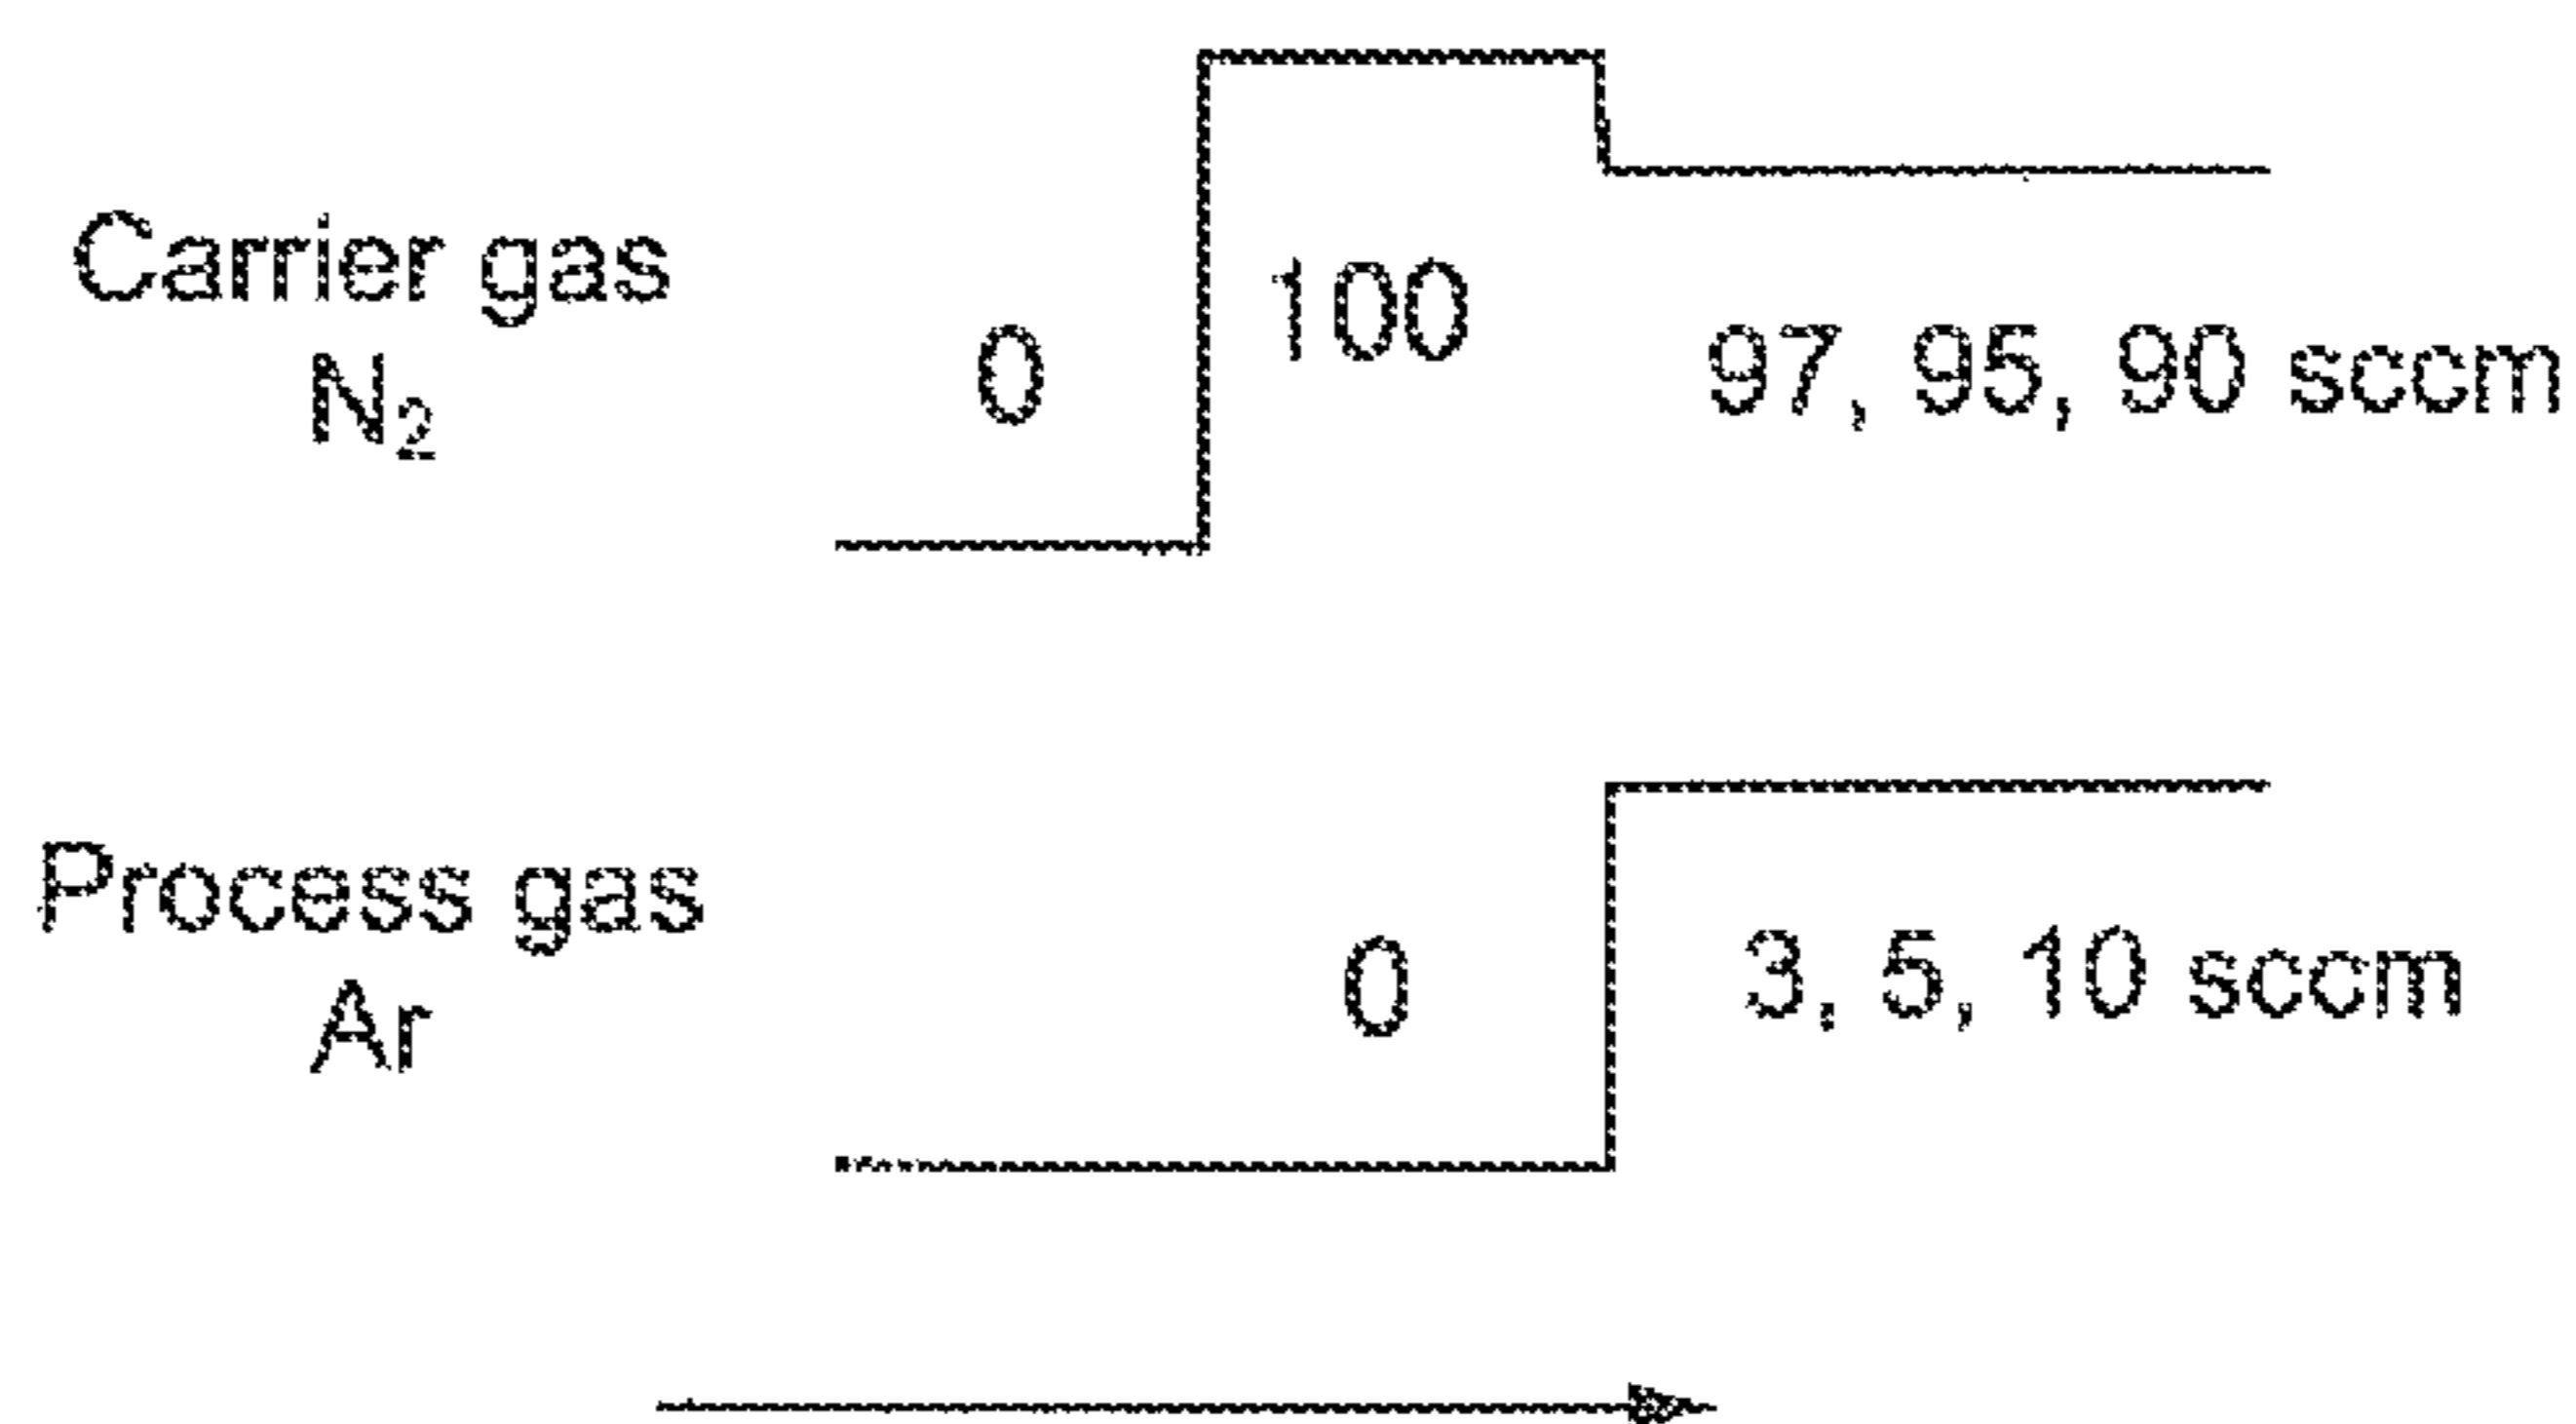 Carrier gas
N₂
0
100
97, 95, 90 sccm
Process gas
Ar
0
3, 5, 10 sccm